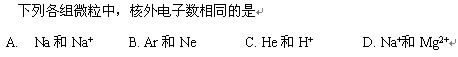 下列各组微粒中，核外电子数相同的是↵
A. Na 和 Na⁺ B. Ar 和 Ne C. He 和 H⁺ D. Na⁺和 Mg²⁺↵